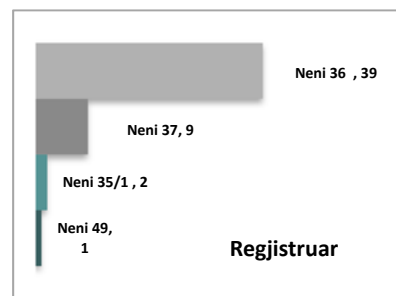 Neni 36 , 39
Neni 37, 9
Neni 35/1 , 2
Neni 49,
1
Regjistruar